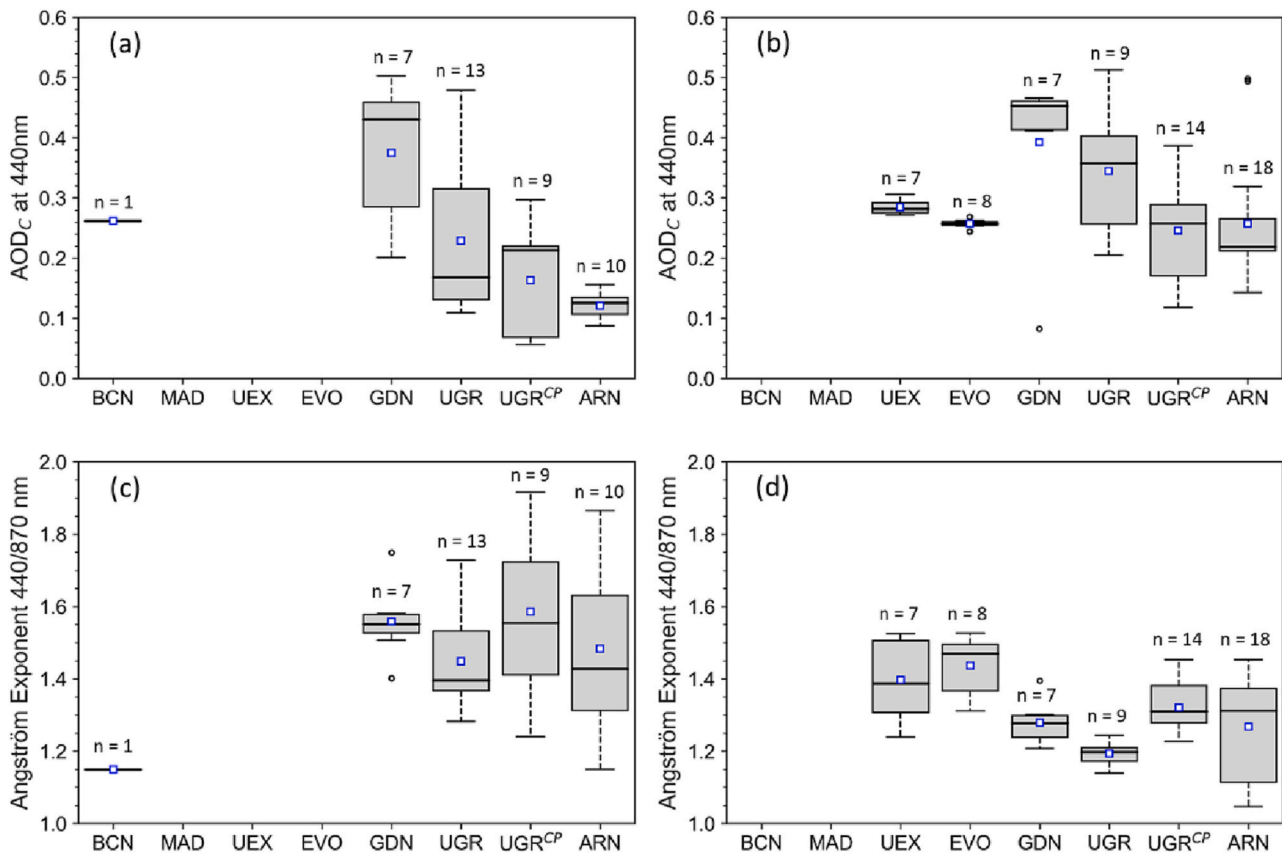 (a)
AOD_C at 440nm
0.6
0.5
0.4
0.3
0.2
0.1
0.0
n = 1
n = 7
n = 13
n = 9
n = 10
BCN MAD UEX EVO GDN UGR UGR^CP ARN
(b)
AOD_C at 440nm
0.6
0.5
0.4
0.3
0.2
0.1
0.0
n = 7
n = 8
n = 7
n = 9
n = 14
n = 18
BCN MAD UEX EVO GDN UGR UGR^CP ARN
(c)
Angström Exponent 440/870 nm
2.0
1.8
1.6
1.4
1.2
1.0
n = 1
n = 7
n = 13
n = 9
n = 10
BCN MAD UEX EVO GDN UGR UGR^CP ARN
(d)
Angström Exponent 440/870 nm
2.0
1.8
1.6
1.4
1.2
1.0
n = 7
n = 8
n = 7
n = 9
n = 14
n = 18
BCN MAD UEX EVO GDN UGR UGR^CP ARN